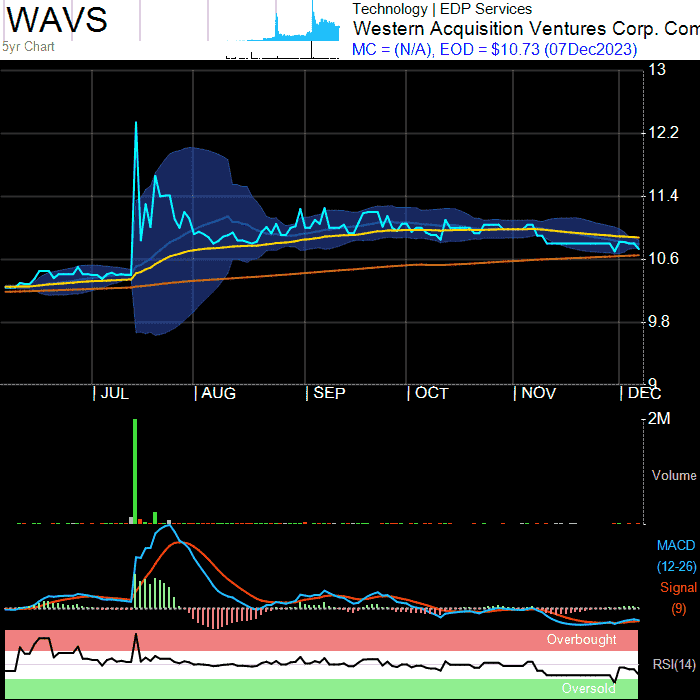 WAVS
5yr Chart
Technology | EDP Services
Western Acquisition Ventures Corp. Com
MC = (N/A), EOD = $10.73 (07Dec2023)
13
12.2
11.4
10.6
9.8
9
JUL AUG SEP OCT NOV DEC
2M
Volume
MACD
(12-26)
Signal
(9)
Overbought
RSI(14)
Oversold